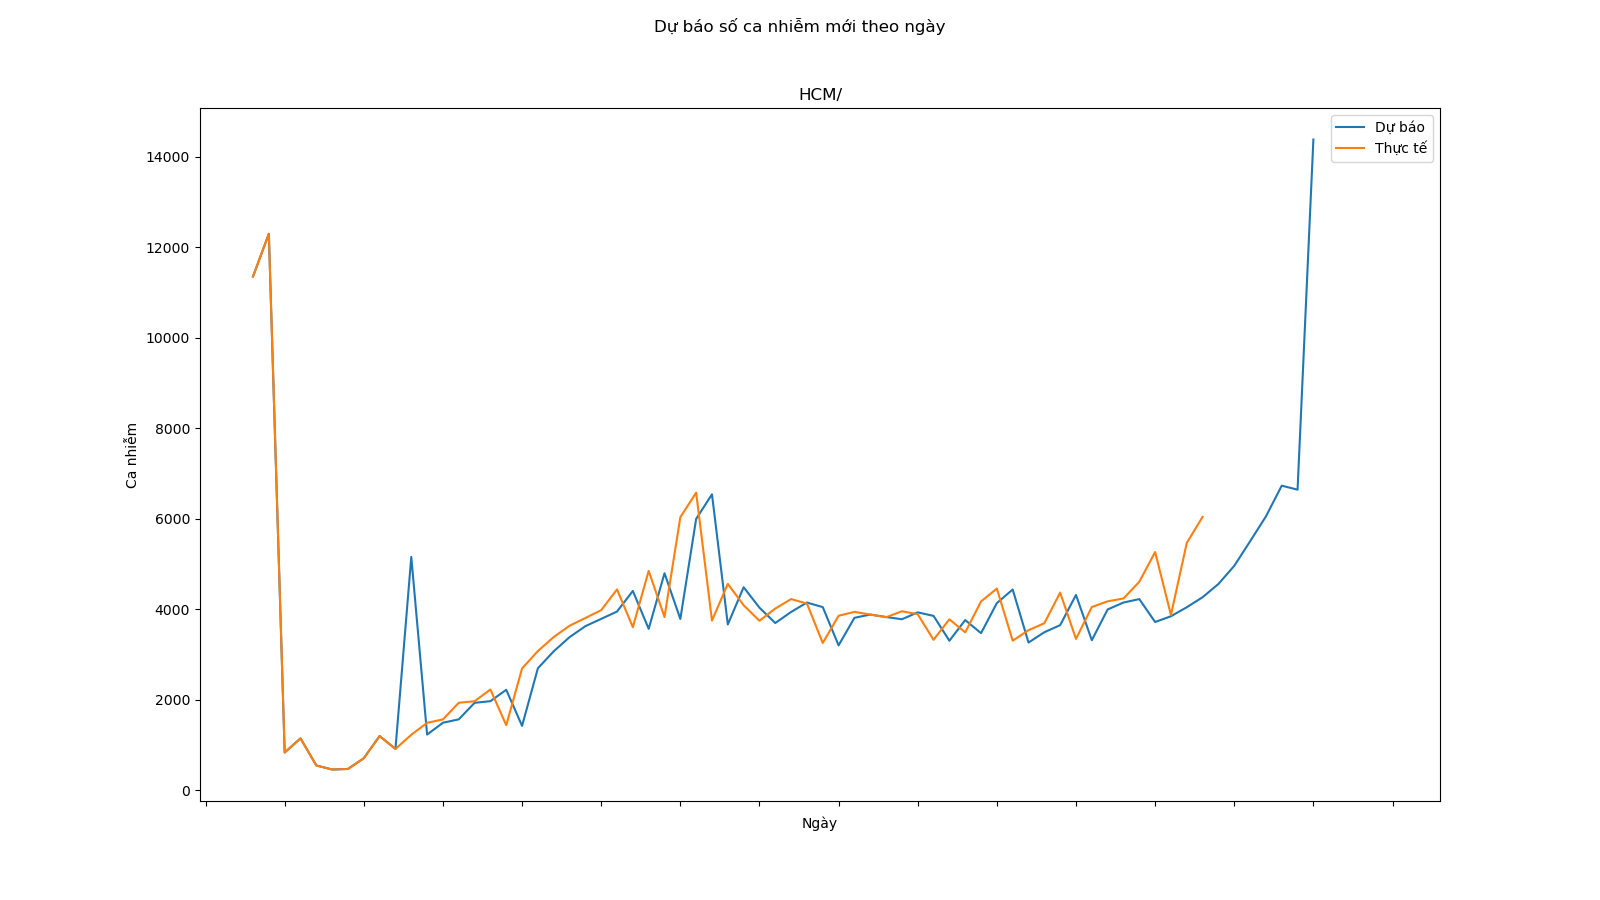 Dự báo số ca nhiễm mới theo ngày
HCM/
Dự báo
Thực tế
14000
12000
10000
8000
6000
4000
2000
0
Ca nhiễm
Ngày